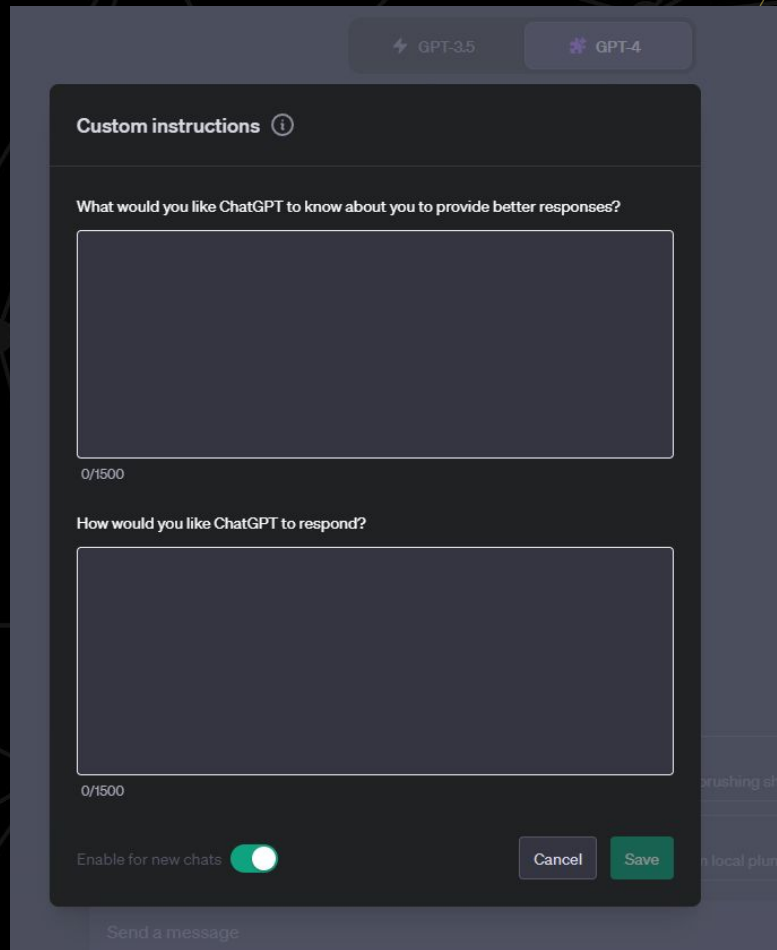 GPT-3.5
GPT-4
Custom instructions
What would you like ChatGPT to know about you to provide better responses?
0/1500
How would you like ChatGPT to respond?
0/1500
brushing
Enable for new chats
Cancel
Save
local
Send a message